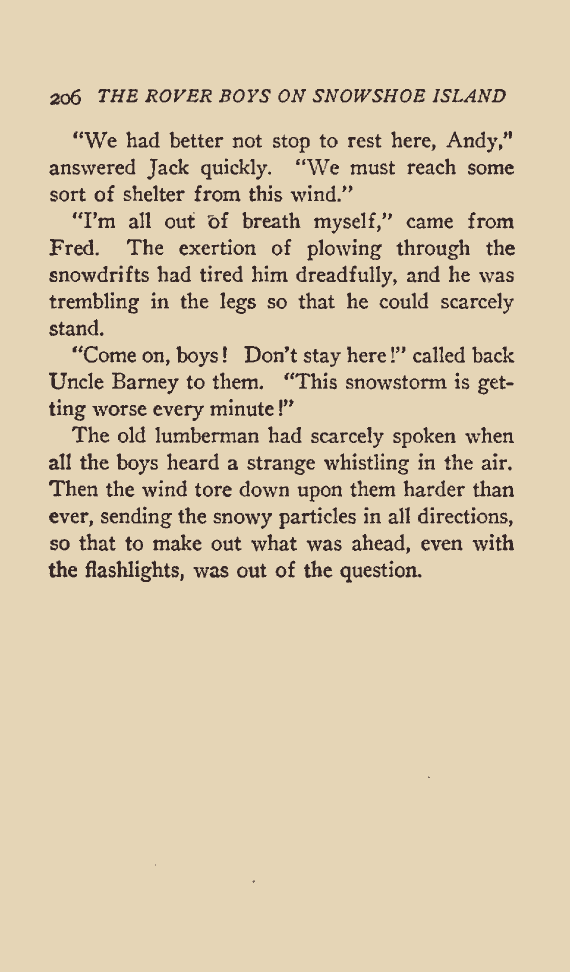 206 THE ROVER BOYS ON SNOWSHOE ISLAND
"We had better not stop to rest here, Andy,"
answered Jack quickly. "We must reach some
sort of shelter from this wind."
"I'm all out of breath myself," came from
Fred. The exertion of plowing through the
snowdrifts had tired him dreadfully, and he was
trembling in the legs so that he could scarcely
stand.
"Come on, boys! Don't stay here!" called back
Uncle Barney to them. "This snowstorm is get-
ting worse every minute!"
The old lumberman had scarcely spoken when
all the boys heard a strange whistling in the air.
Then the wind tore down upon them harder than
ever, sending the snowy particles in all directions,
so that to make out what was ahead, even with
the flashlights, was out of the question.